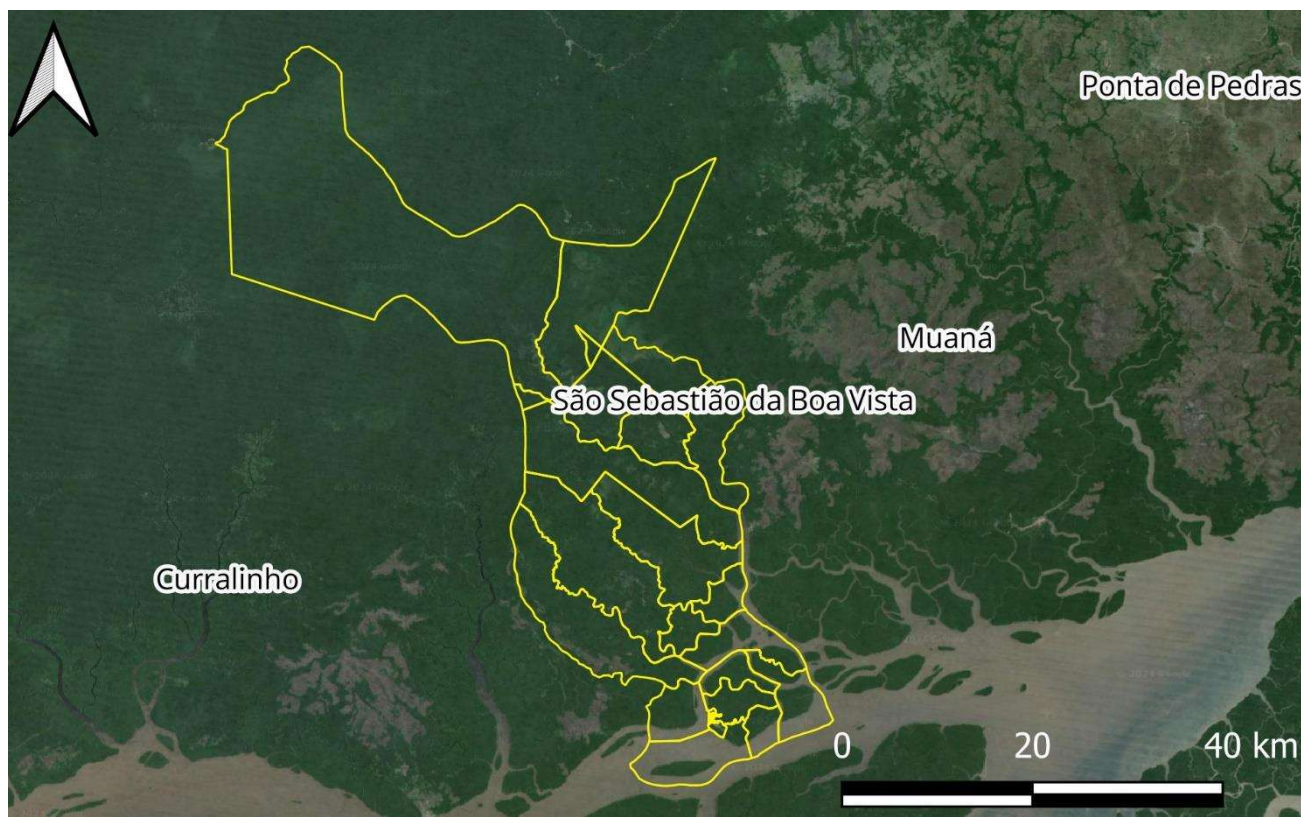 Ponta de Pedras
Muaná
São Sebastião da Boa Vista
Curralinho
0 20 40 km